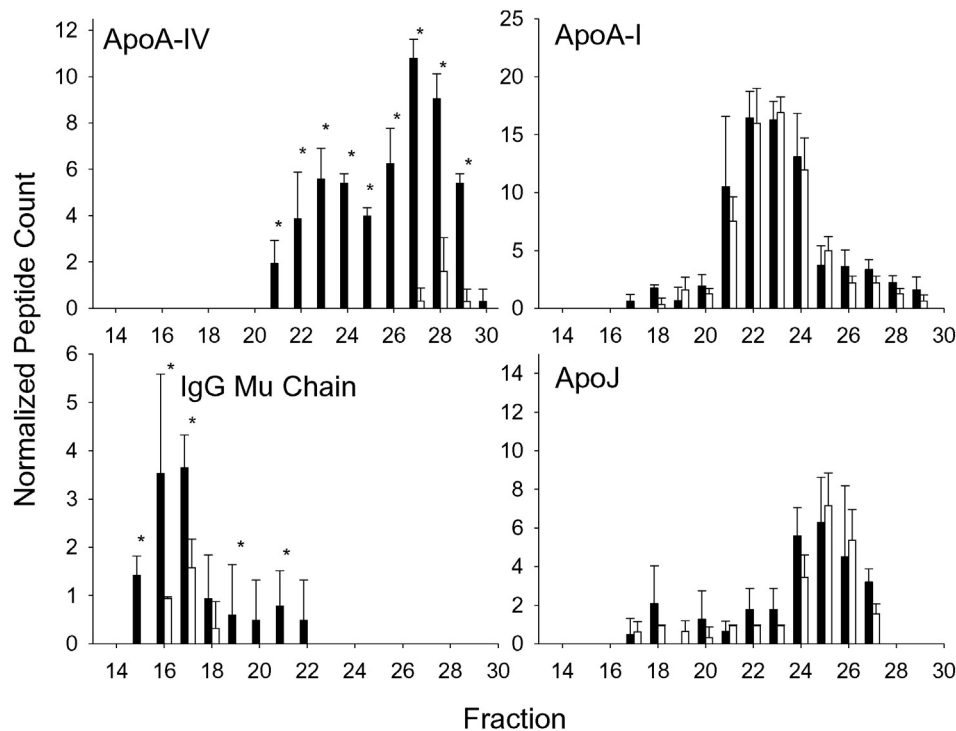 Normalized Peptide Count
ApoA-IV
12
10
8
6
4
2
0
* * * * * * * * *
14 16 18 20 22 24 26 28 30
ApoA-I
25
20
15
10
5
0
14 16 18 20 22 24 26 28 30
IgG Mu Chain
6
5
4
3
2
1
0
* * * * *
14 16 18 20 22 24 26 28 30
ApoJ
14
12
10
8
6
4
2
0
14 16 18 20 22 24 26 28 30
Fraction